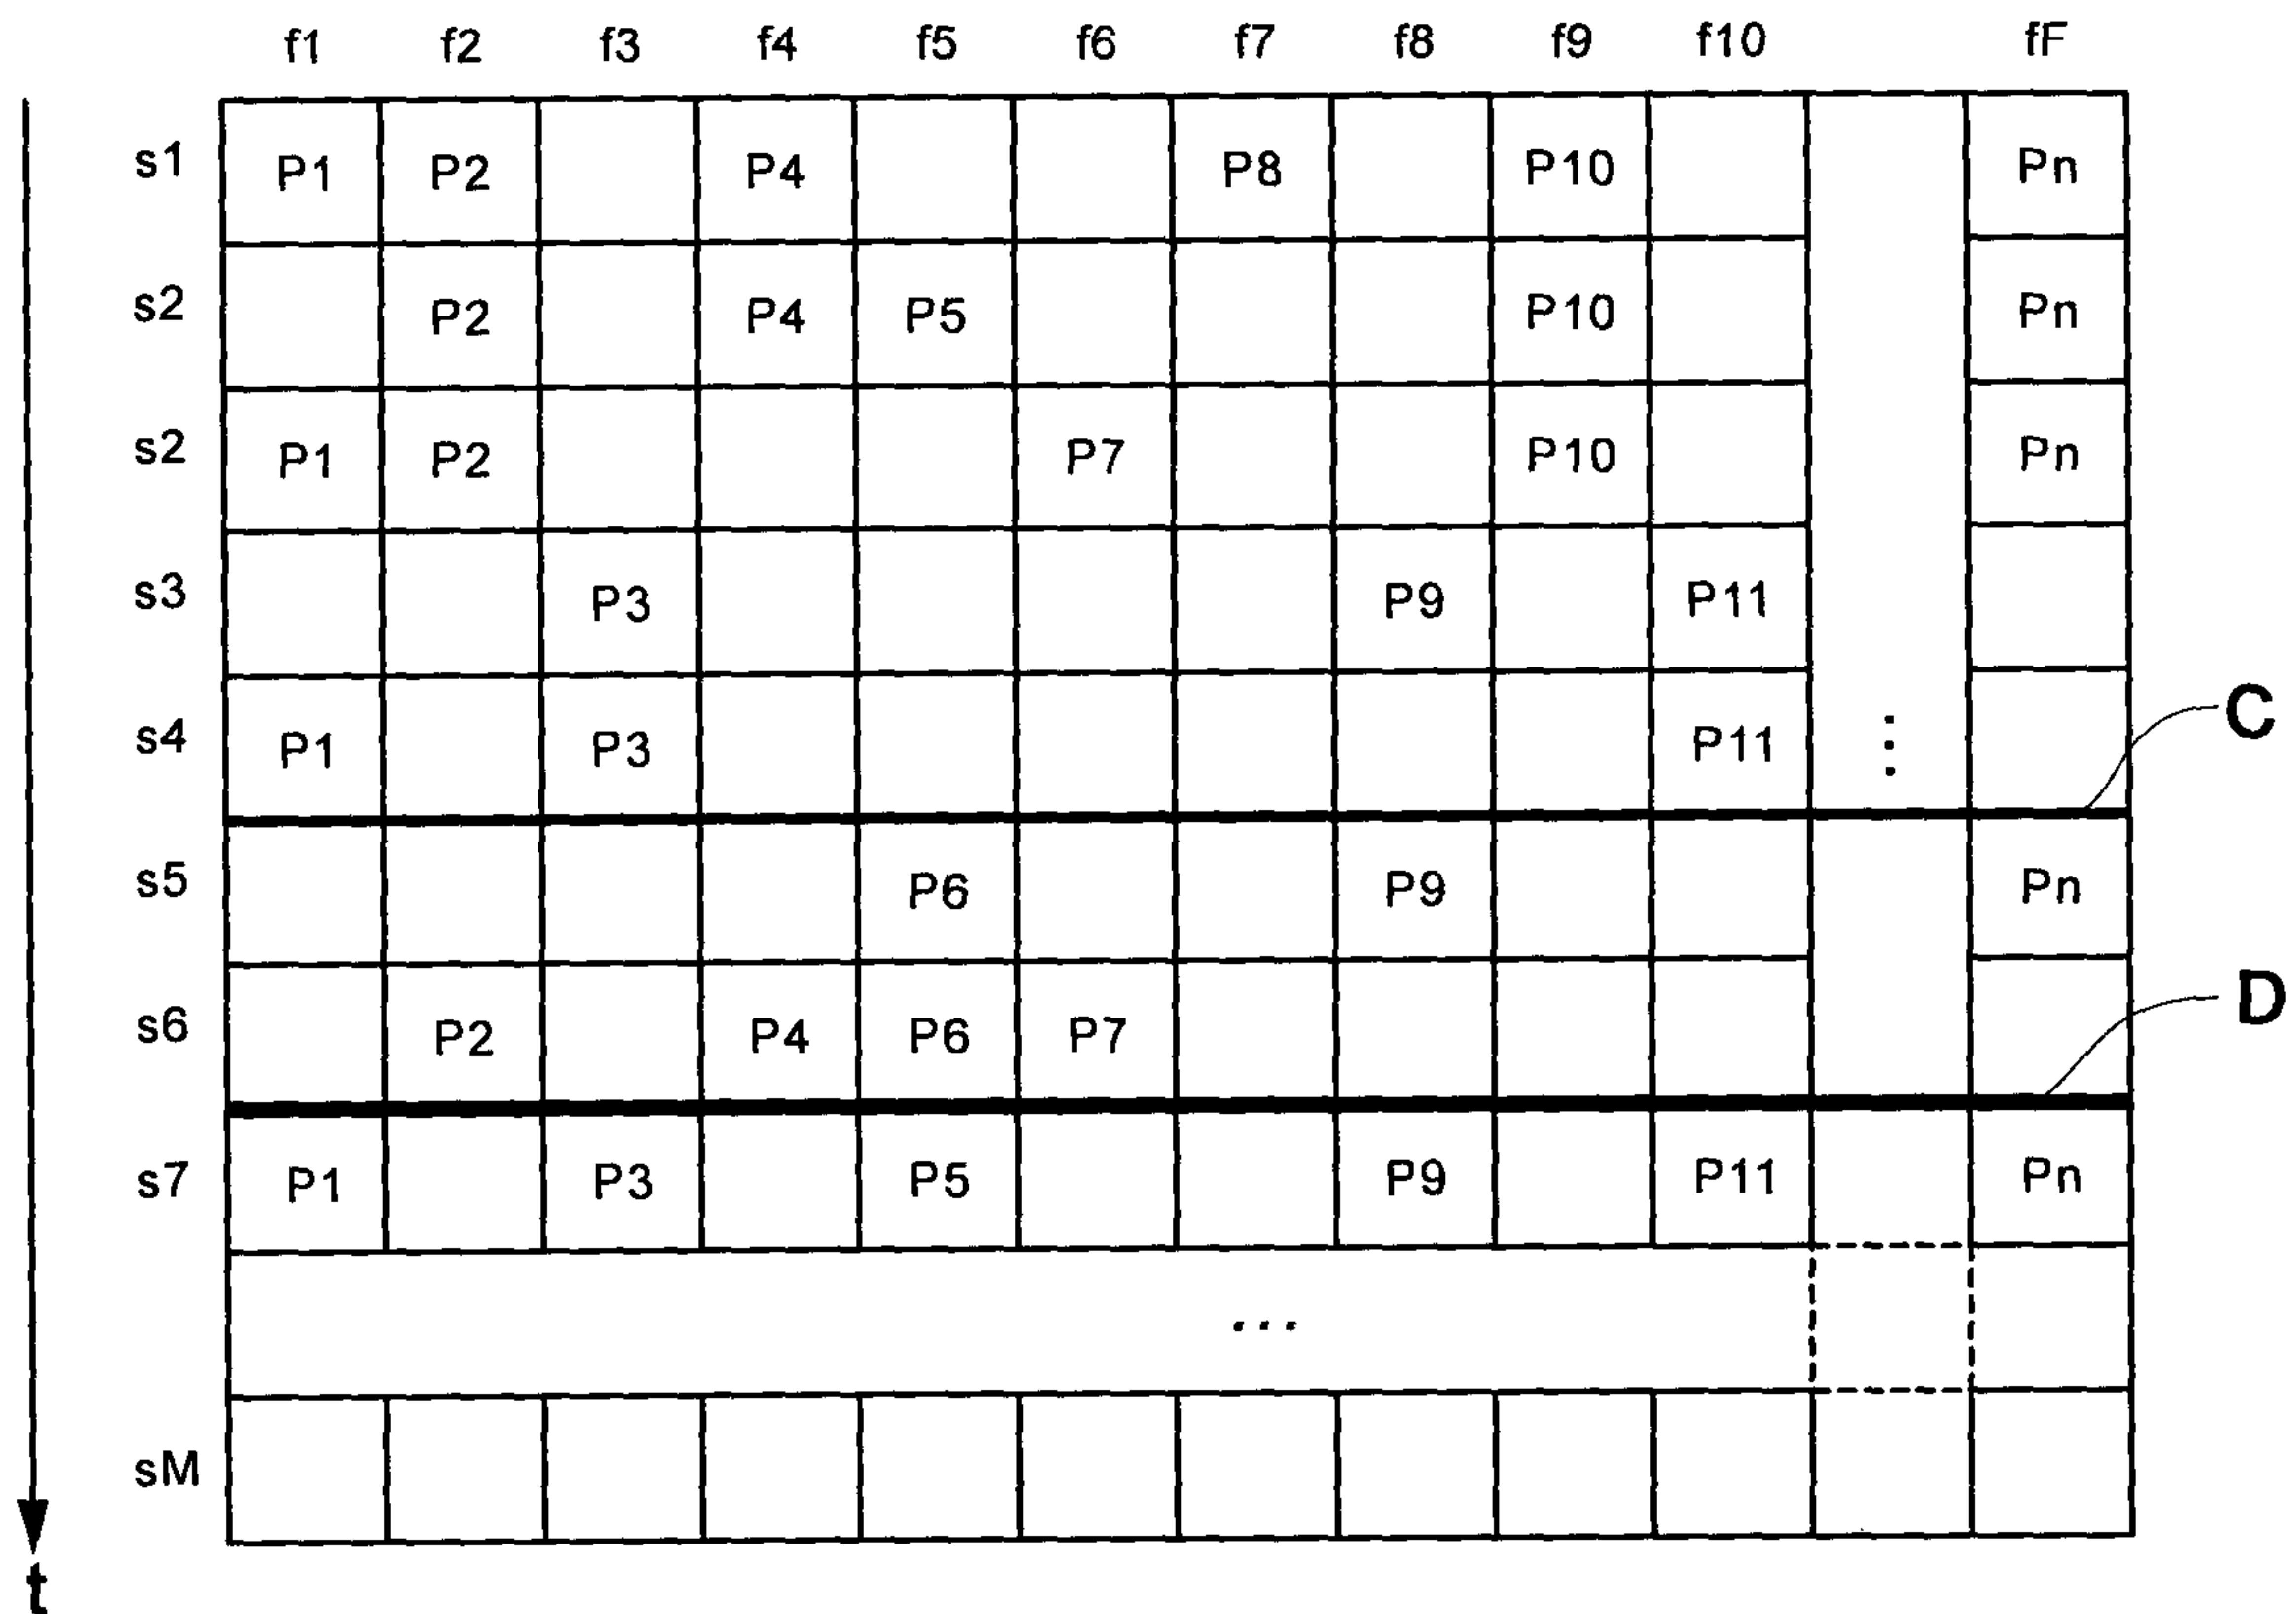 f1 f2 f3 f4 f5 f6 f7 f8 f9 f10 fF
s1 P1 P2 P4 P8 P10 Pn
s2 P2 P4 P5 P10 Pn
s2 P1 P2 P7 P10 Pn
s3 P3 P9 P11
s4 P1 P3 P11 ⋮
C
s5 P6 P9 Pn
D
s6 P2 P4 P6 P7
s7 P1 P3 P5 P9 P11 Pn
...
sM
t